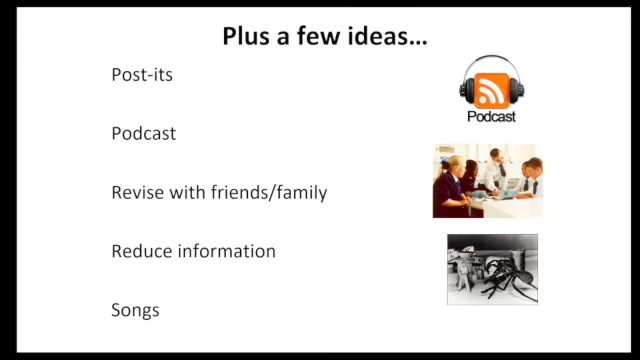 Plus a few ideas…
Post-its
Podcast
Podcast
Revise with friends/family
Reduce information
Songs